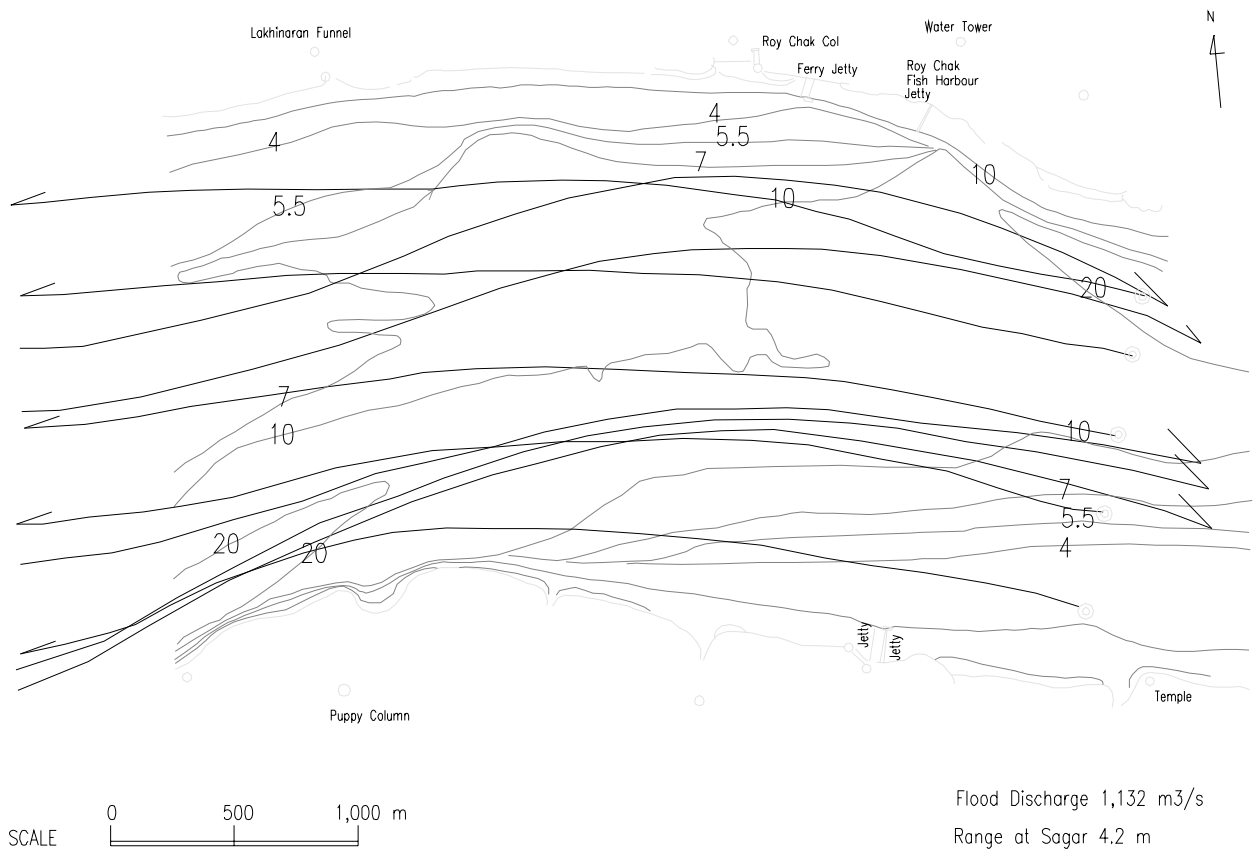 N
Lakhinaran Funnel
Water Tower
Roy Chak Col
Ferry Jetty
Roy Chak
Fish Harbour
Jetty
4
4
5.5
7
10
10
5.5
20
7
10
10
7
5.5
4
20
20
Jetty
Jetty
Temple
Puppy Column
0 500 1,000 m
SCALE
Flood Discharge 1,132 m3/s
Range at Sagar 4.2 m